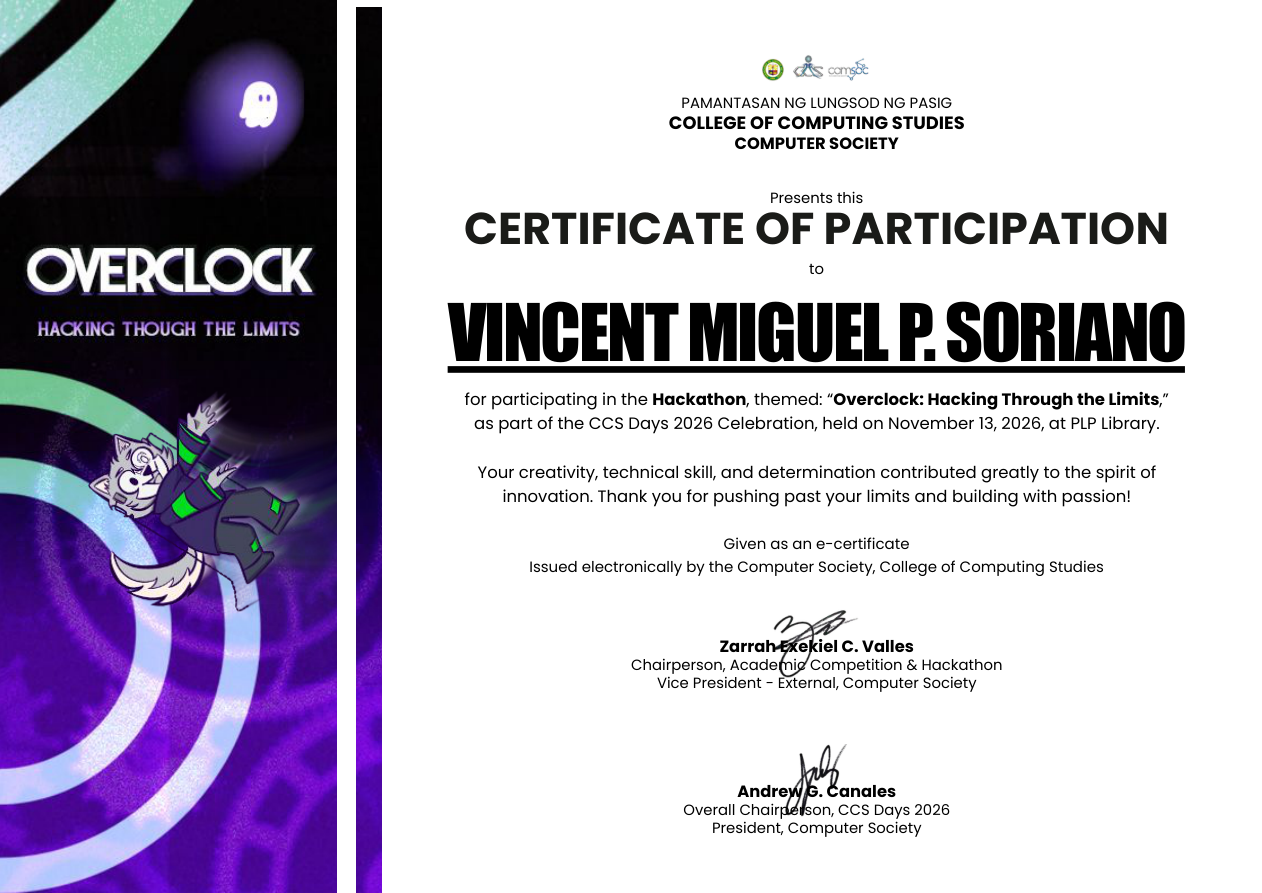 OVERCLOCK
HACKING THOUGH THE LIMITS
CCS
comsoc
PAMANTASAN NG LUNGSOD NG PASIG
COLLEGE OF COMPUTING STUDIES
COMPUTER SOCIETY
Presents this
CERTIFICATE OF PARTICIPATION
to
VINCENT MIGUEL P. SORIANO
for participating in the Hackathon, themed: “Overclock: Hacking Through the Limits,”
as part of the CCS Days 2026 Celebration, held on November 13, 2026, at PLP Library.
Your creativity, technical skill, and determination contributed greatly to the spirit of
innovation. Thank you for pushing past your limits and building with passion!
Given as an e-certificate
Issued electronically by the Computer Society, College of Computing Studies
Zarrah Exekiel C. Valles
Chairperson, Academic Competition & Hackathon
Vice President - External, Computer Society
Andrew G. Canales
Overall Chairperson, CCS Days 2026
President, Computer Society